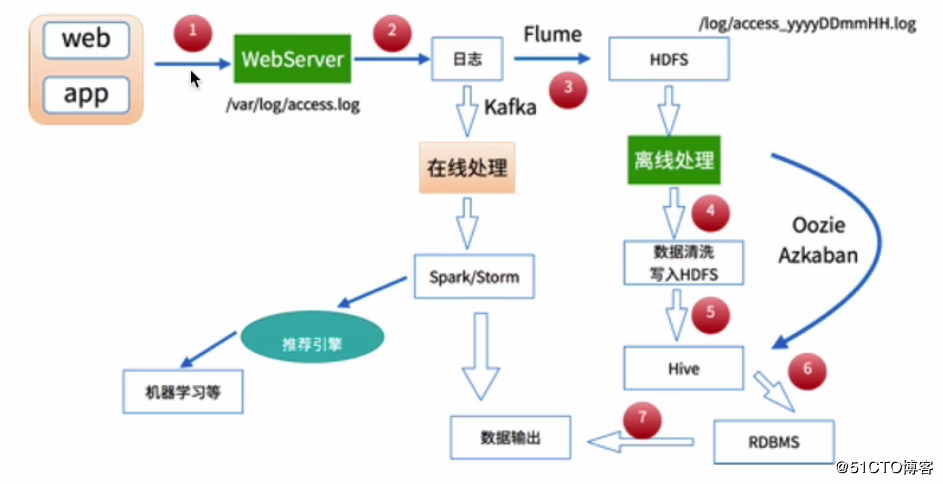 web
app
1
WebServer
/var/log/access.log
2
日志
Flume
3
HDFS
/log/access_yyyyDDmmHH.log
Kafka
在线处理
离线处理
4
Oozie
Azkaban
数据清洗
写入HDFS
Spark/Storm
5
推荐引擎
Hive
6
机器学习等
7
数据输出
RDBMS
@51CTO博客